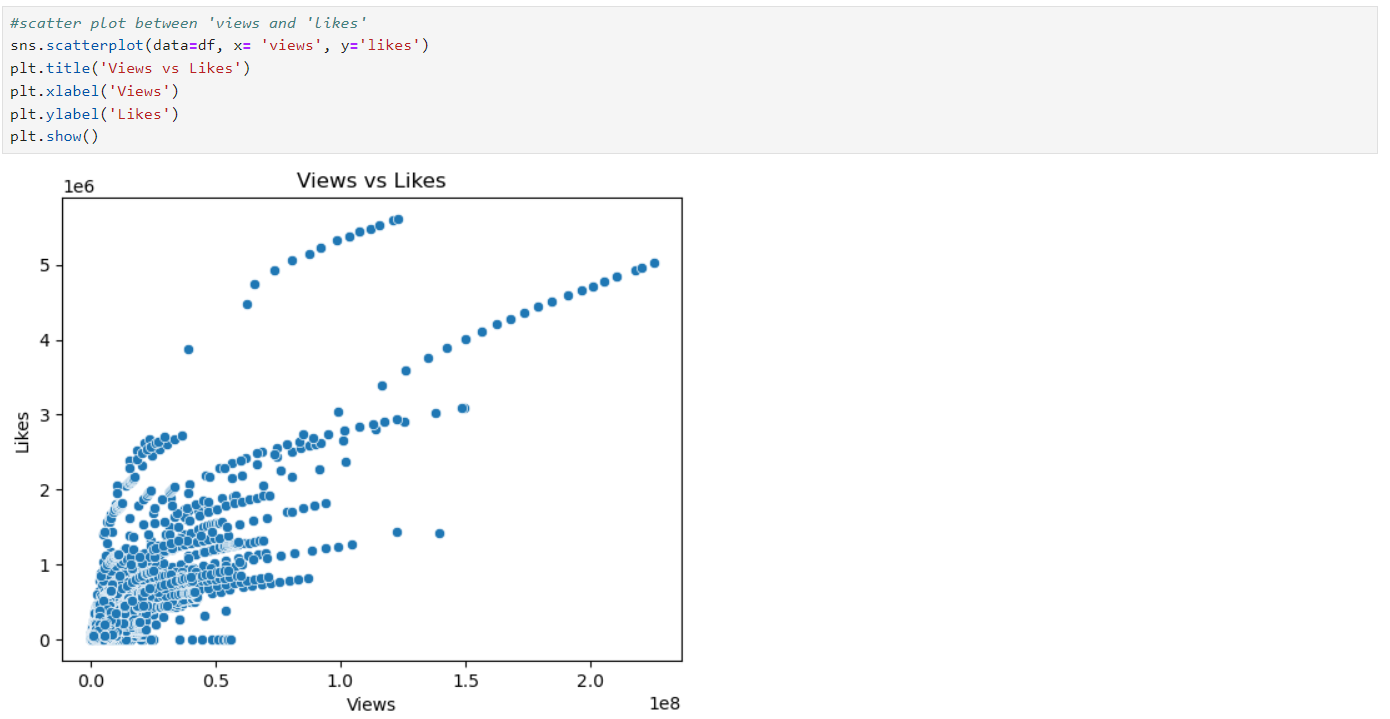 #scatter plot between 'views and 'likes'
sns.scatterplot(data=df, x= 'views', y='likes')
plt.title('Views vs Likes')
plt.xlabel('Views')
plt.ylabel('Likes')
plt.show()
Views vs Likes
1e6
5
4
3
2
1
0
Likes
0.0 0.5 1.0 1.5 2.0
1e8
Views